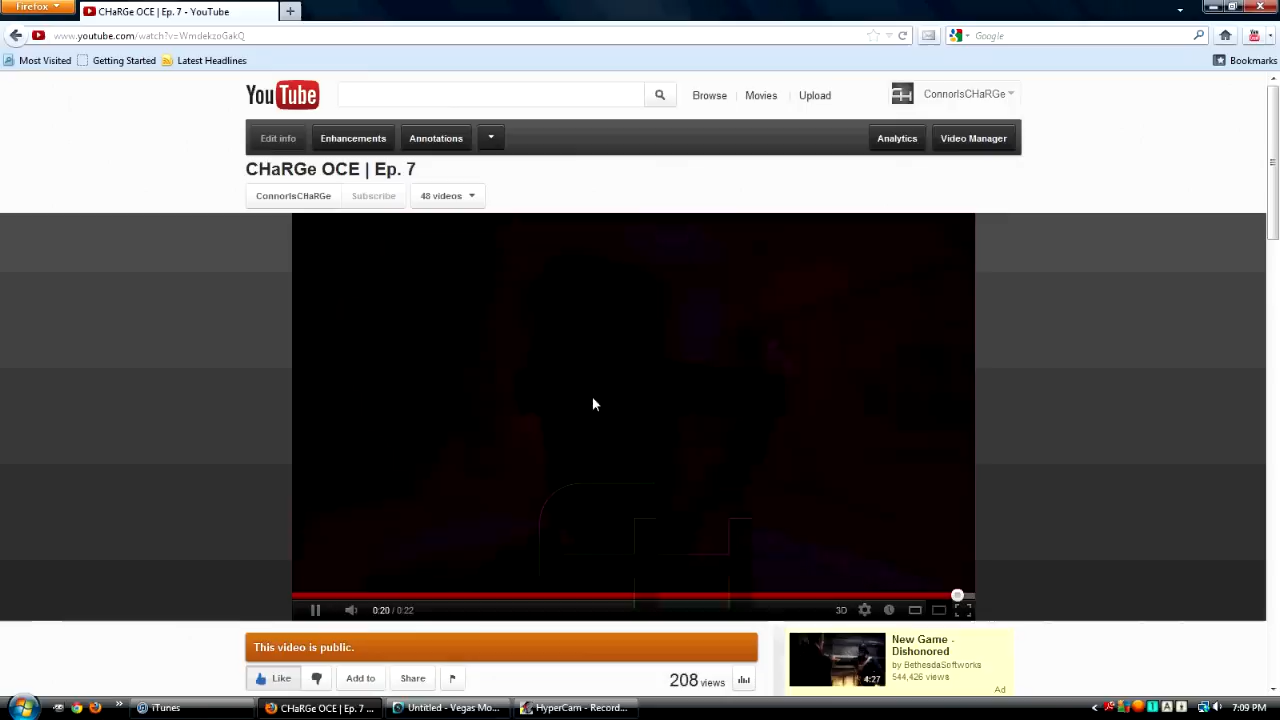 Firefox
CHaRGe OCE | Ep. 7 - YouTube
www.youtube.com/watch?v=WmdekzoGakQ
Google
Most Visited Getting Started Latest Headlines Bookmarks
YouTube Browse Movies Upload ConnorIsCHaRGe
Edit info Enhancements Annotations Analytics Video Manager
CHaRGe OCE | Ep. 7
ConnorIsCHaRGe Subscribe 48 videos
0:20 / 0:22 3D
This video is public.
New Game -
Dishonored
by BethesdaSoftworks
544,426 views
4:27
Ad
Like Add to Share 208 views
iTunes CHaRGe OCE | Ep. 7 ... Untitled - Vegas Mo... HyperCam - Record... 7:09 PM